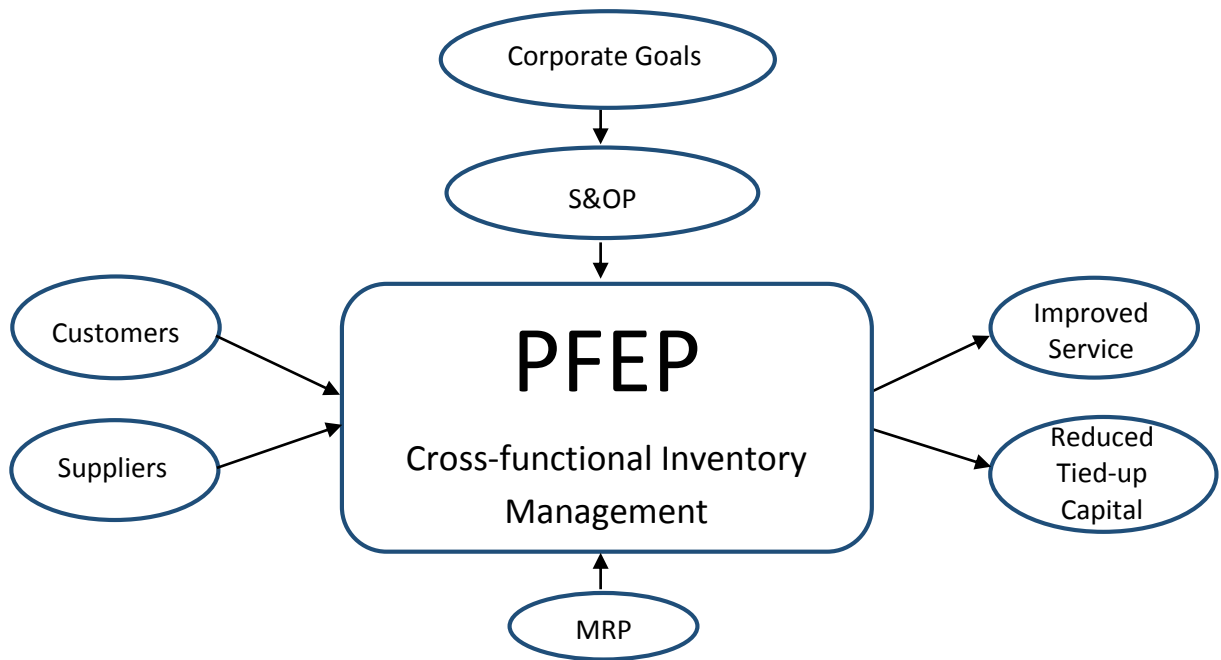 Corporate Goals
S&OP
Customers
Suppliers
PFEP
Cross-functional Inventory
Management
Improved
Service
Reduced
Tied-up
Capital
MRP